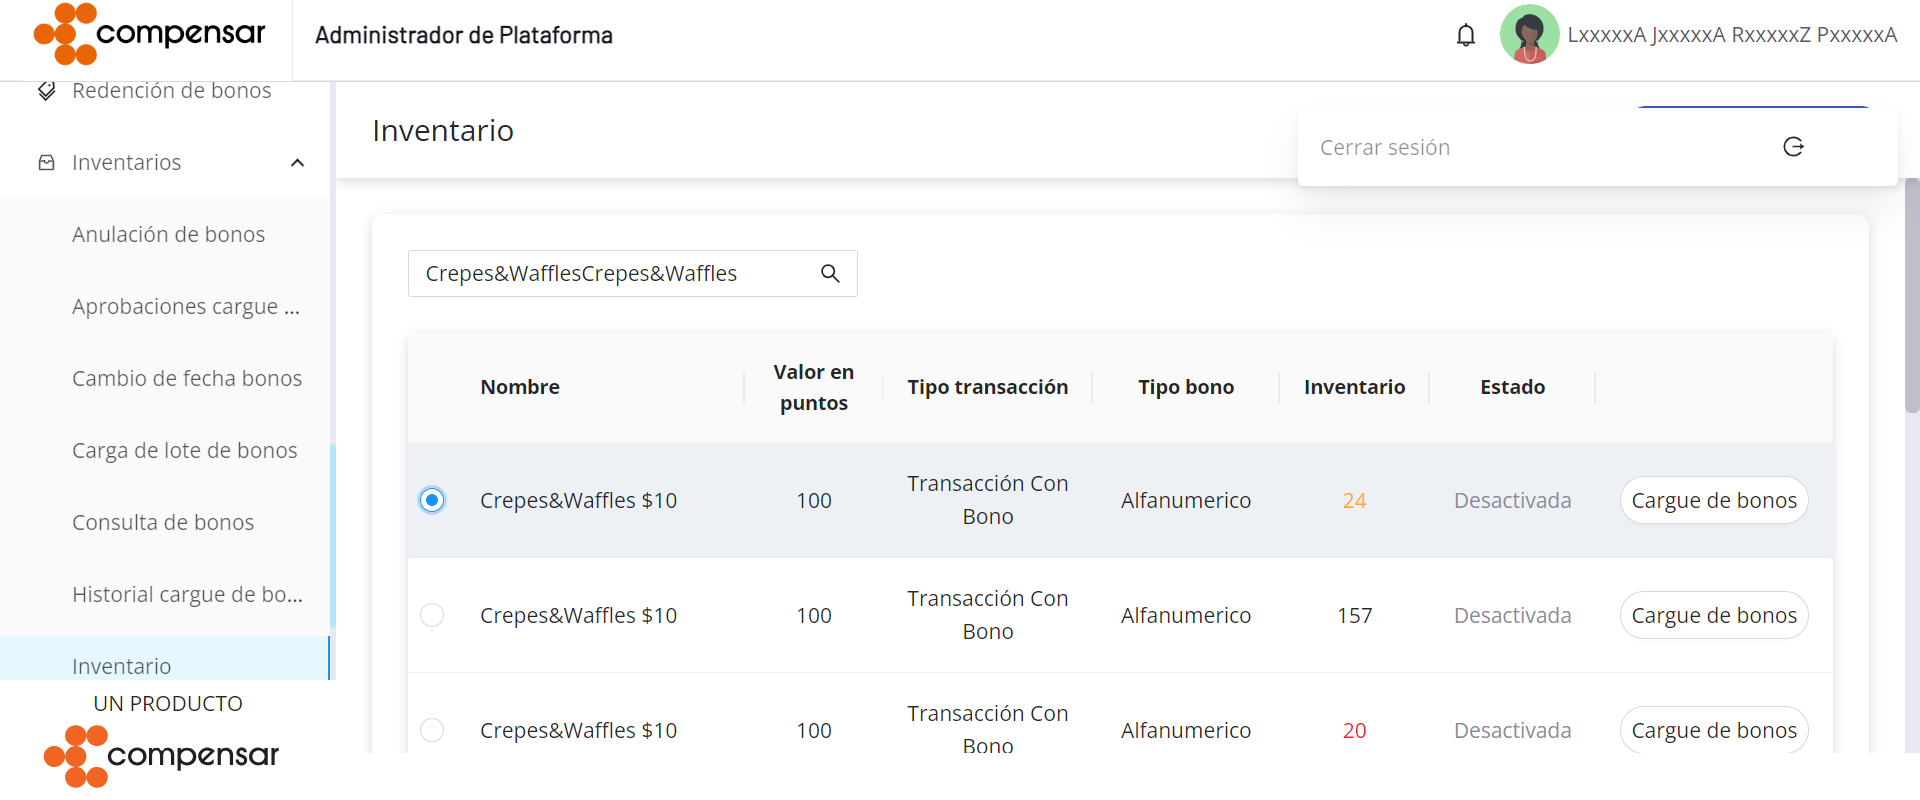 compensar
Administrador de Plataforma
LxxxxxA JxxxxxA RxxxxxZ PxxxxxA
Redención de bonos
Inventarios
Anulación de bonos
Aprobaciones cargue ...
Cambio de fecha bonos
Carga de lote de bonos
Consulta de bonos
Historial cargue de bo...
Inventario
UN PRODUCTO
compensar
Inventario
Cerrar sesión
Crepes&WafflesCrepes&Waffles
Nombre
Valor en
puntos
Tipo transacción
Tipo bono
Inventario
Estado
Crepes&Waffles $10
100
Transacción Con
Bono
Alfanumerico
24
Desactivada
Cargue de bonos
Crepes&Waffles $10
100
Transacción Con
Bono
Alfanumerico
157
Desactivada
Cargue de bonos
Crepes&Waffles $10
100
Transacción Con
Bono
Alfanumerico
20
Desactivada
Cargue de bonos